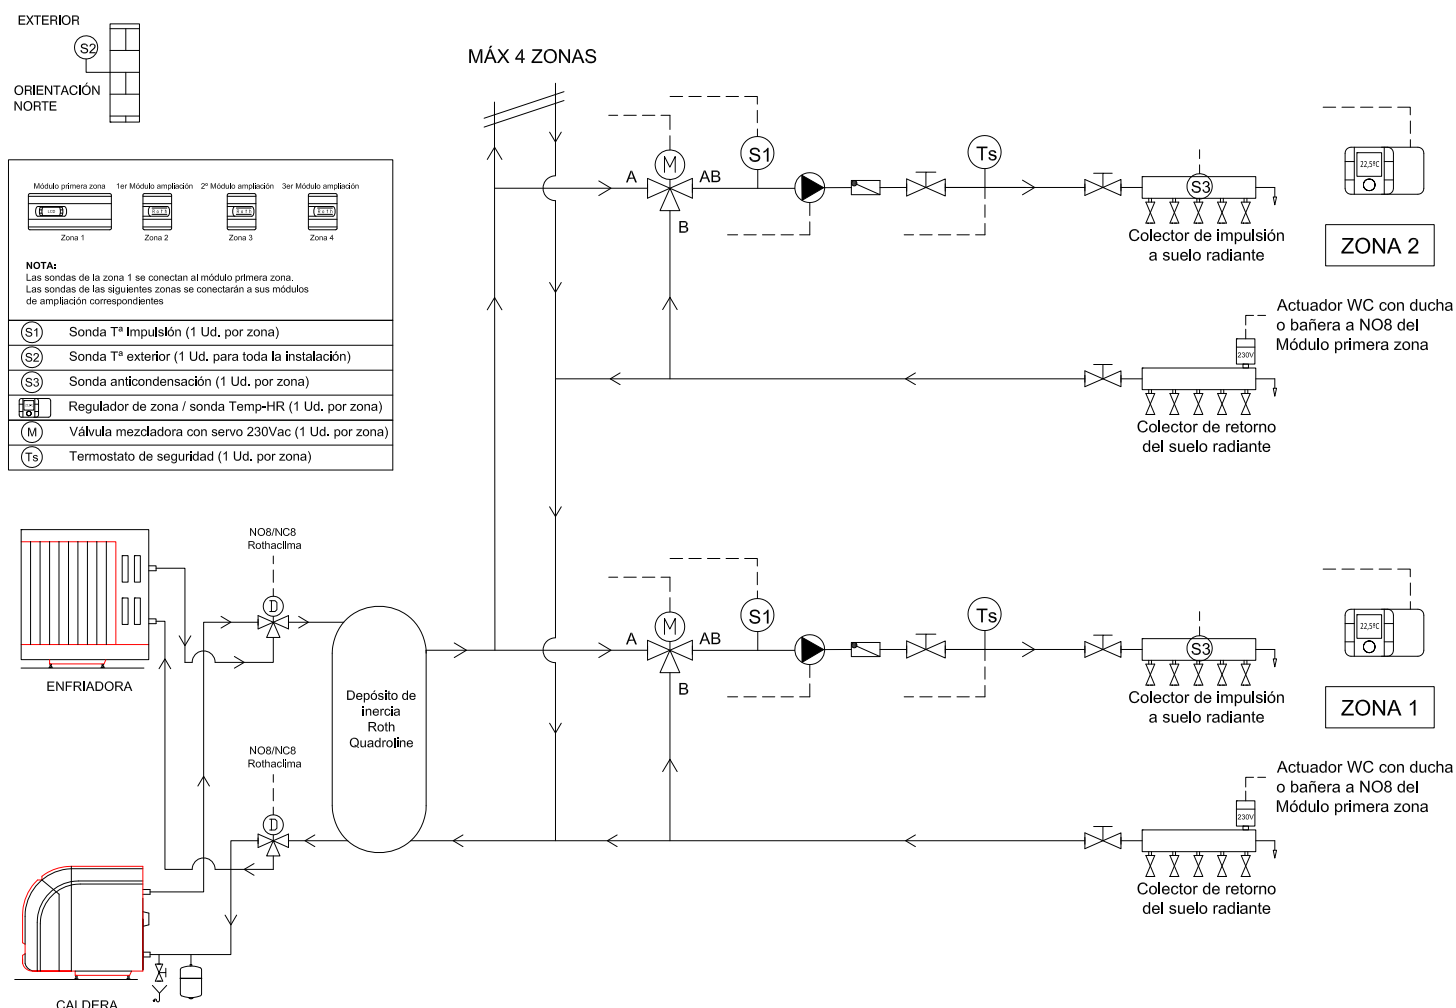 EXTERIOR
S2
ORIENTACIÓN
NORTE
MÁX 4 ZONAS
Módulo primera zona
1er Módulo ampliación
2º Módulo ampliación
3er Módulo ampliación
LCD
Zona 1
Zona 2
Zona 3
Zona 4
NOTA:
Las sondas de la zona 1 se conectan al módulo primera zona.
Las sondas de las siguientes zonas se conectarán a sus módulos
de ampliación correspondientes
S1 Sonda Tª Impulsión (1 Ud. por zona)
S2 Sonda Tª exterior (1 Ud. para toda la instalación)
S3 Sonda anticondensación (1 Ud. por zona)
Regulador de zona / sonda Temp-HR (1 Ud. por zona)
M Válvula mezcladora con servo 230Vac (1 Ud. por zona)
Ts Termostato de seguridad (1 Ud. por zona)
M
S1
Ts
A
AB
B
S3
22,5ºC
Colector de impulsión
a suelo radiante
ZONA 2
Actuador WC con ducha
o bañera a NO8 del
Módulo primera zona
230V
Colector de retorno
del suelo radiante
NO8/NC8
Rothaclima
D
ENFRIADORA
Depósito de
inercia
Roth
Quadroline
M
S1
Ts
A
AB
B
S3
22,5ºC
Colector de impulsión
a suelo radiante
ZONA 1
NO8/NC8
Rothaclima
D
Actuador WC con ducha
o bañera a NO8 del
Módulo primera zona
230V
Colector de retorno
del suelo radiante
CALDERA